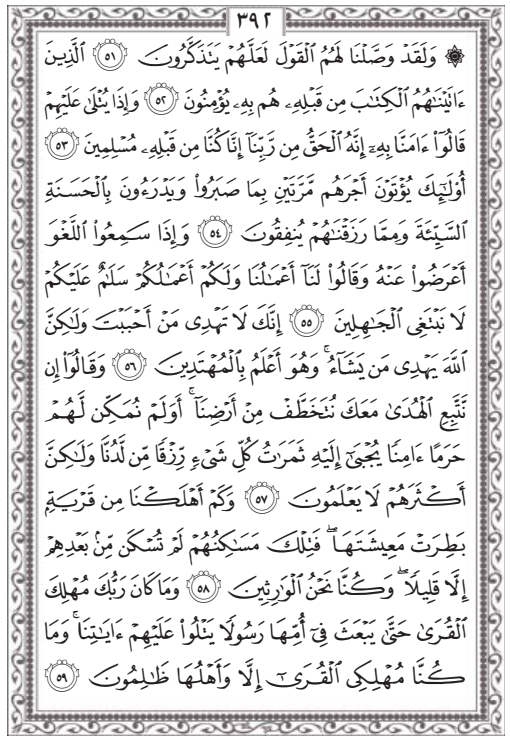 ٣٩٢
۞ وَلَقَدْ وَصَّلْنَا لَهُمُ ٱلْقَوْلَ لَعَلَّهُمْ يَتَذَكَّرُونَ ۝٥١ ٱلَّذِينَ
ءَاتَيْنَٰهُمُ ٱلْكِتَٰبَ مِن قَبْلِهِۦ هُم بِهِۦ يُؤْمِنُونَ ۝٥٢ وَإِذَا يُتْلَىٰ عَلَيْهِمْ
قَالُوٓا۟ ءَامَنَّا بِهِۦٓ إِنَّهُ ٱلْحَقُّ مِن رَّبِّنَآ إِنَّا كُنَّا مِن قَبْلِهِۦ مُسْلِمِينَ ۝٥٣
أُو۟لَٰٓئِكَ يُؤْتَوْنَ أَجْرَهُم مَّرَّتَيْنِ بِمَا صَبَرُوا۟ وَيَدْرَءُونَ بِٱلْحَسَنَةِ
ٱلسَّيِّئَةَ وَمِمَّا رَزَقْنَٰهُمْ يُنفِقُونَ ۝٥٤ وَإِذَا سَمِعُوا۟ ٱللَّغْوَ
أَعْرَضُوا۟ عَنْهُ وَقَالُوا۟ لَنَآ أَعْمَٰلُنَا وَلَكُمْ أَعْمَٰلُكُمْ سَلَٰمٌ عَلَيْكُمْ
لَا نَبْتَغِى ٱلْجَٰهِلِينَ ۝٥٥ إِنَّكَ لَا تَهْدِى مَنْ أَحْبَبْتَ وَلَٰكِنَّ
ٱللَّهَ يَهْدِى مَن يَشَآءُ ۚ وَهُوَ أَعْلَمُ بِٱلْمُهْتَدِينَ ۝٥٦ وَقَالُوٓا۟ إِن
نَّتَّبِعِ ٱلْهُدَىٰ مَعَكَ نُتَخَطَّفْ مِنْ أَرْضِنَآ ۚ أَوَلَمْ نُمَكِّن لَّهُمْ
حَرَمًا ءَامِنًا يُجْبَىٰٓ إِلَيْهِ ثَمَرَٰتُ كُلِّ شَىْءٍ رِّزْقًا مِّن لَّدُنَّا وَلَٰكِنَّ
أَكْثَرَهُمْ لَا يَعْلَمُونَ ۝٥٧ وَكَمْ أَهْلَكْنَا مِن قَرْيَةٍۭ
بَطِرَتْ مَعِيشَتَهَا ۖ فَتِلْكَ مَسَٰكِنُهُمْ لَمْ تُسْكَن مِّنۢ بَعْدِهِمْ
إِلَّا قَلِيلًا ۖ وَكُنَّا نَحْنُ ٱلْوَٰرِثِينَ ۝٥٨ وَمَا كَانَ رَبُّكَ مُهْلِكَ
ٱلْقُرَىٰ حَتَّىٰ يَبْعَثَ فِىٓ أُمِّهَا رَسُولًا يَتْلُوا۟ عَلَيْهِمْ ءَايَٰتِنَا ۚ وَمَا
كُنَّا مُهْلِكِى ٱلْقُرَىٰٓ إِلَّا وَأَهْلُهَا ظَٰلِمُونَ ۝٥٩